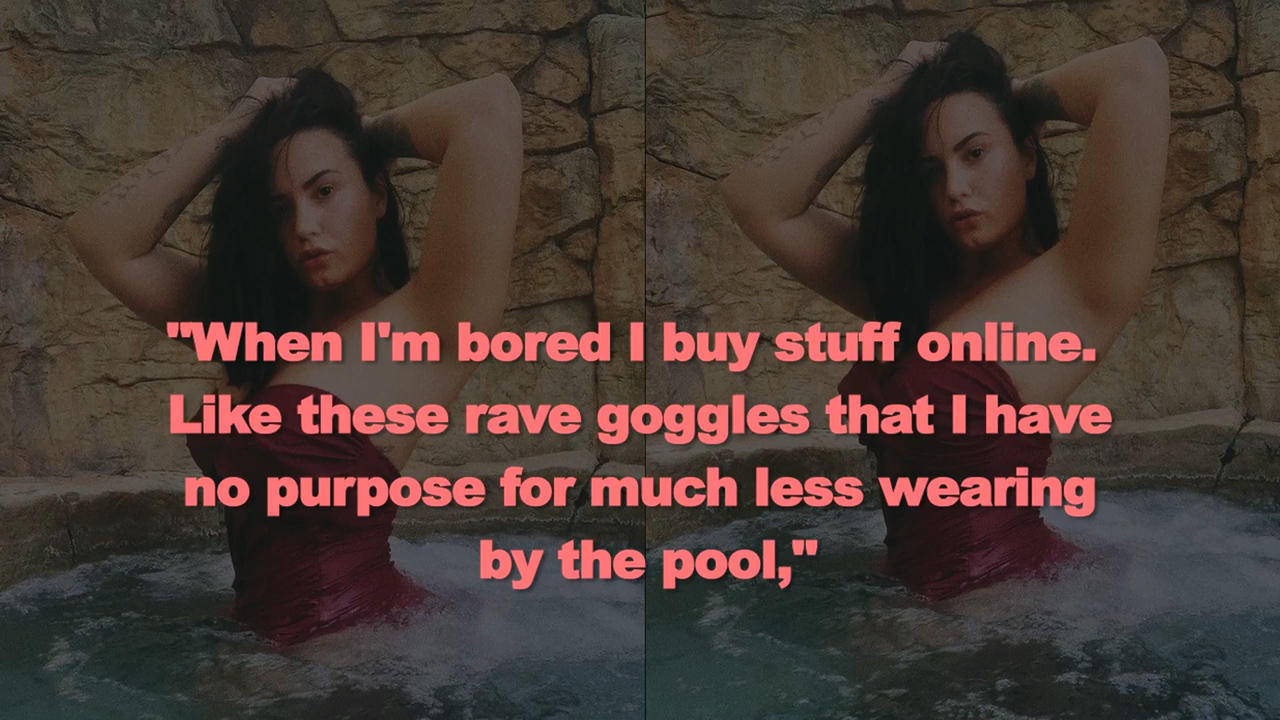 "When I'm bored I buy stuff online.
Like these rave goggles that I have
no purpose for much less wearing
by the pool,"